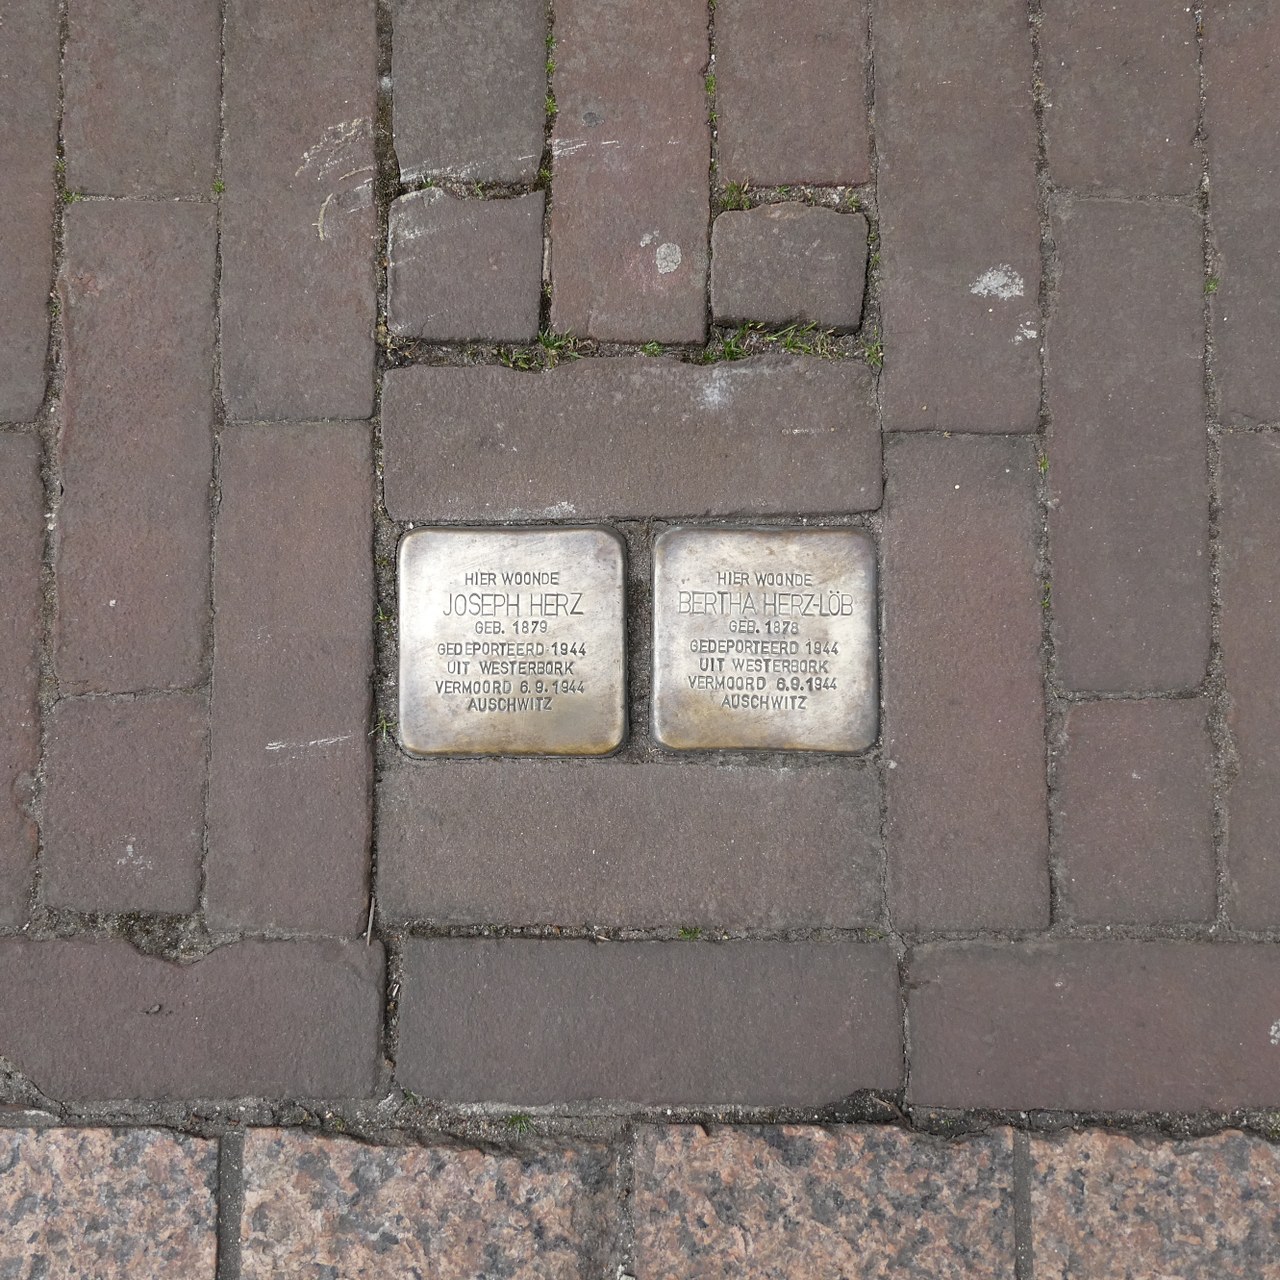 HIER WOONDE
JOSEPH HERZ
GEB. 1879
GEDEPORTEERD 1944
UIT WESTERBORK
VERMOORD 6.9.1944
AUSCHWITZ
HIER WOONDE
BERTHA HERZ-LÖB
GEB. 1878
GEDEPORTEERD 1944
UIT WESTERBORK
VERMOORD 6.9.1944
AUSCHWITZ